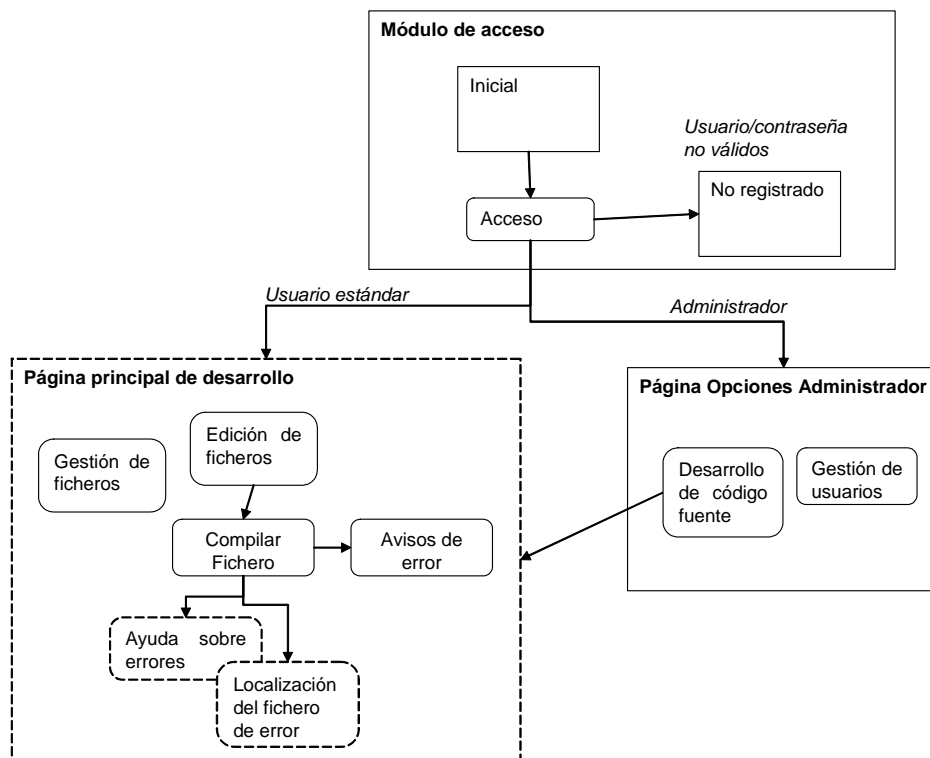 Módulo de acceso
Inicial
Usuario/contraseña
no válidos
No registrado
Acceso
Usuario estándar
Administrador
Página principal de desarrollo
Página Opciones Administrador
Edición de
ficheros
Gestión de
ficheros
Desarrollo
de código
fuente
Gestión de
usuarios
Compilar
Fichero
Avisos de
error
Ayuda sobre
errores
Localización
del fichero
de error